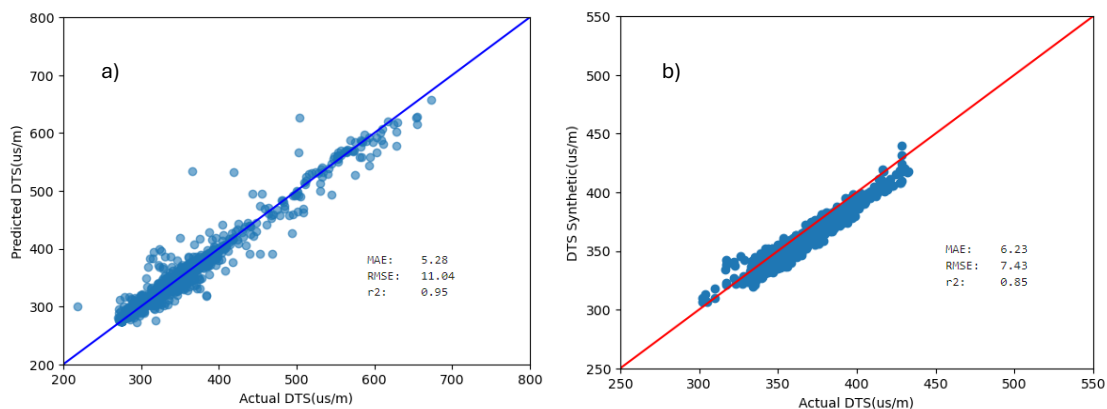 a)
Predicted DTS(us/m)
800
700
600
500
400
300
200
MAE: 5.28
RMSE: 11.04
r2: 0.95
200 300 400 500 600 700 800
Actual DTS(us/m)
b)
DTS Synthetic(us/m)
550
500
450
400
350
300
250
MAE: 6.23
RMSE: 7.43
r2: 0.85
250 300 350 400 450 500 550
Actual DTS(us/m)